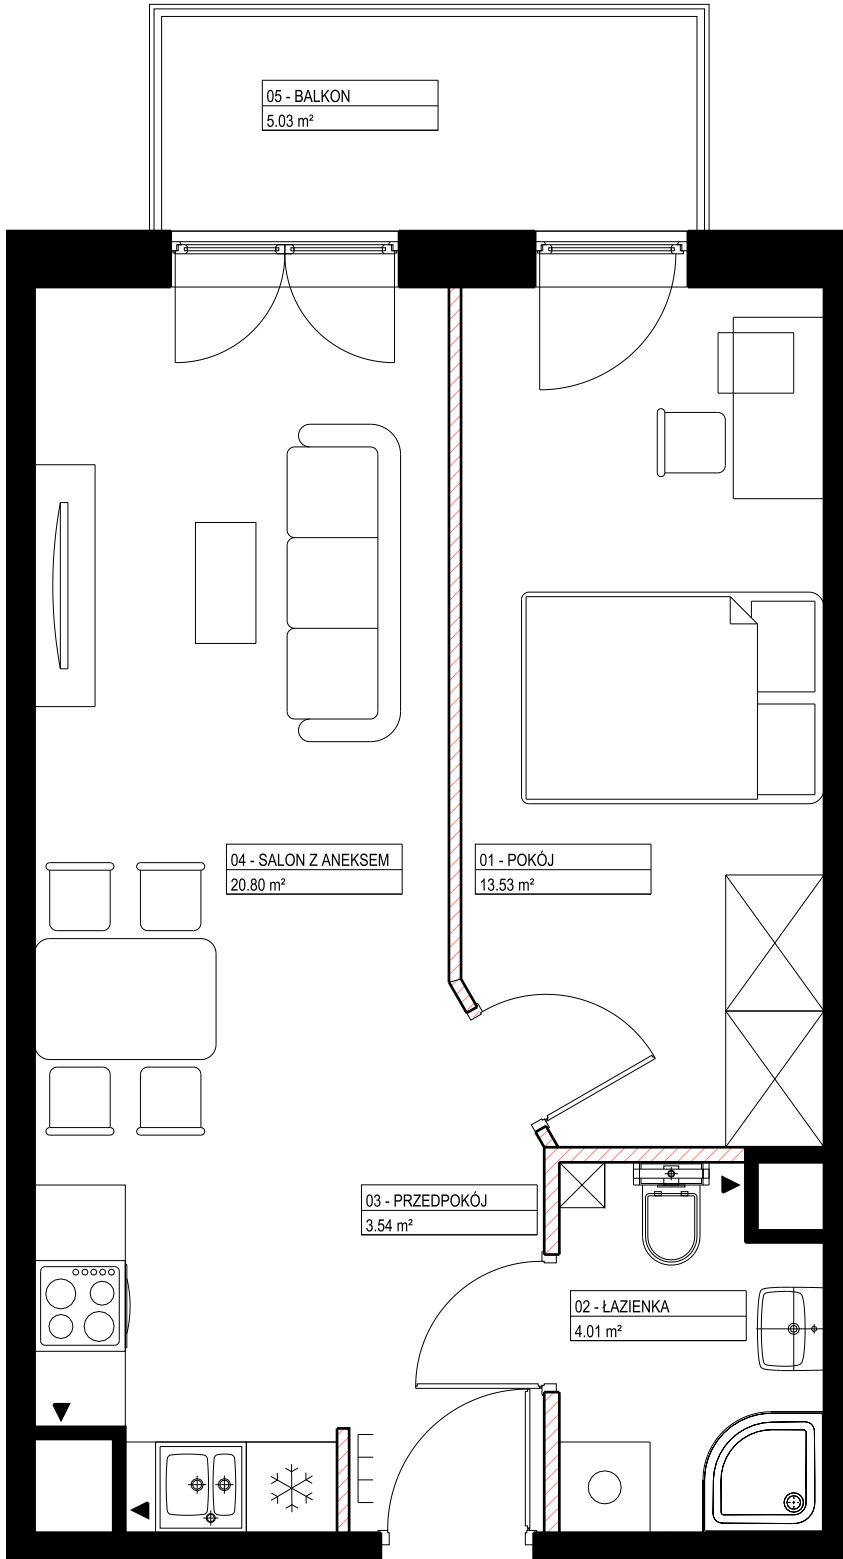 05 - BALKON
5.03 m²
04 - SALON Z ANEKSEM
20.80 m²
01 - POKÓJ
13.53 m²
03 - PRZEDPOKÓJ
3.54 m²
02 - ŁAZIENKA
4.01 m²